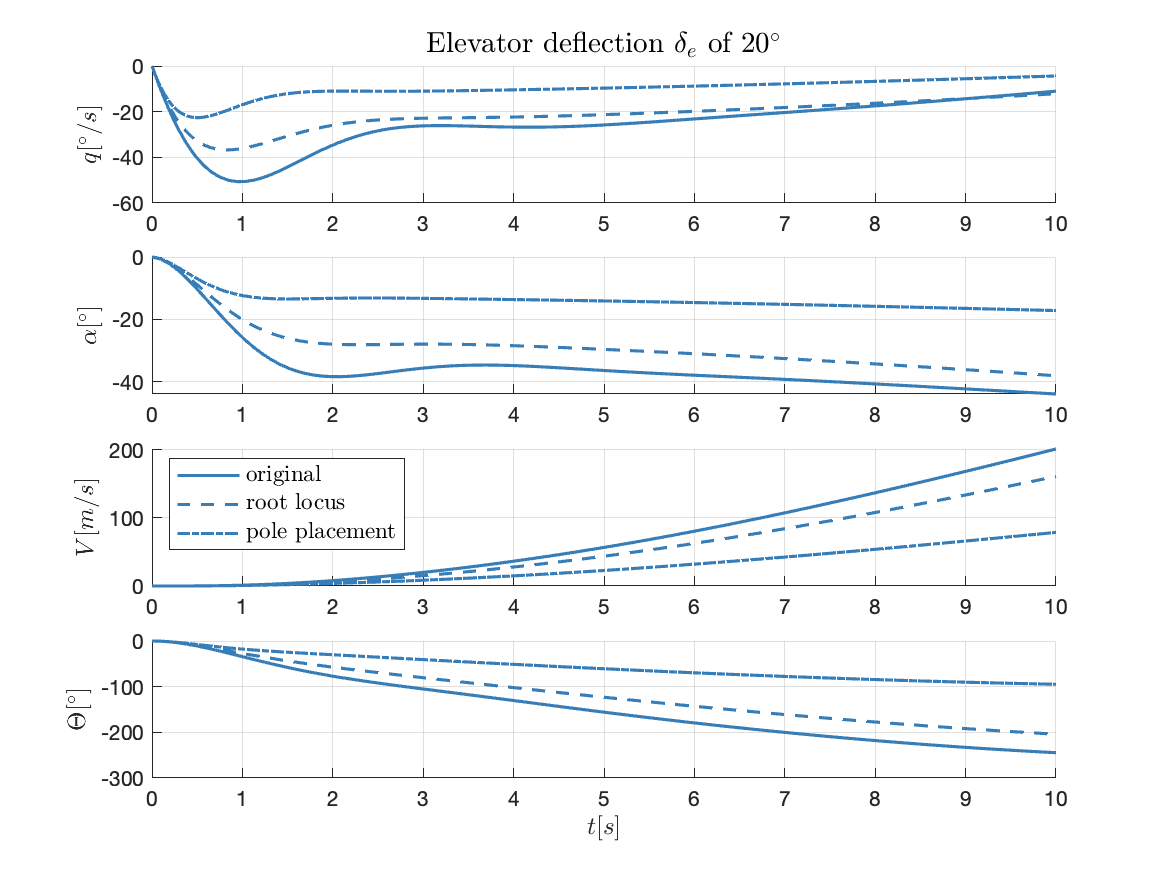 Elevator deflection δₑ of 20°
q[°/s]
0
-20
-40
-60
0 1 2 3 4 5 6 7 8 9 10
α[°]
0
-20
-40
0 1 2 3 4 5 6 7 8 9 10
V[m/s]
200
100
0
original
root locus
pole placement
0 1 2 3 4 5 6 7 8 9 10
Θ[°]
0
-100
-200
-300
0 1 2 3 4 5 6 7 8 9 10
t[s]